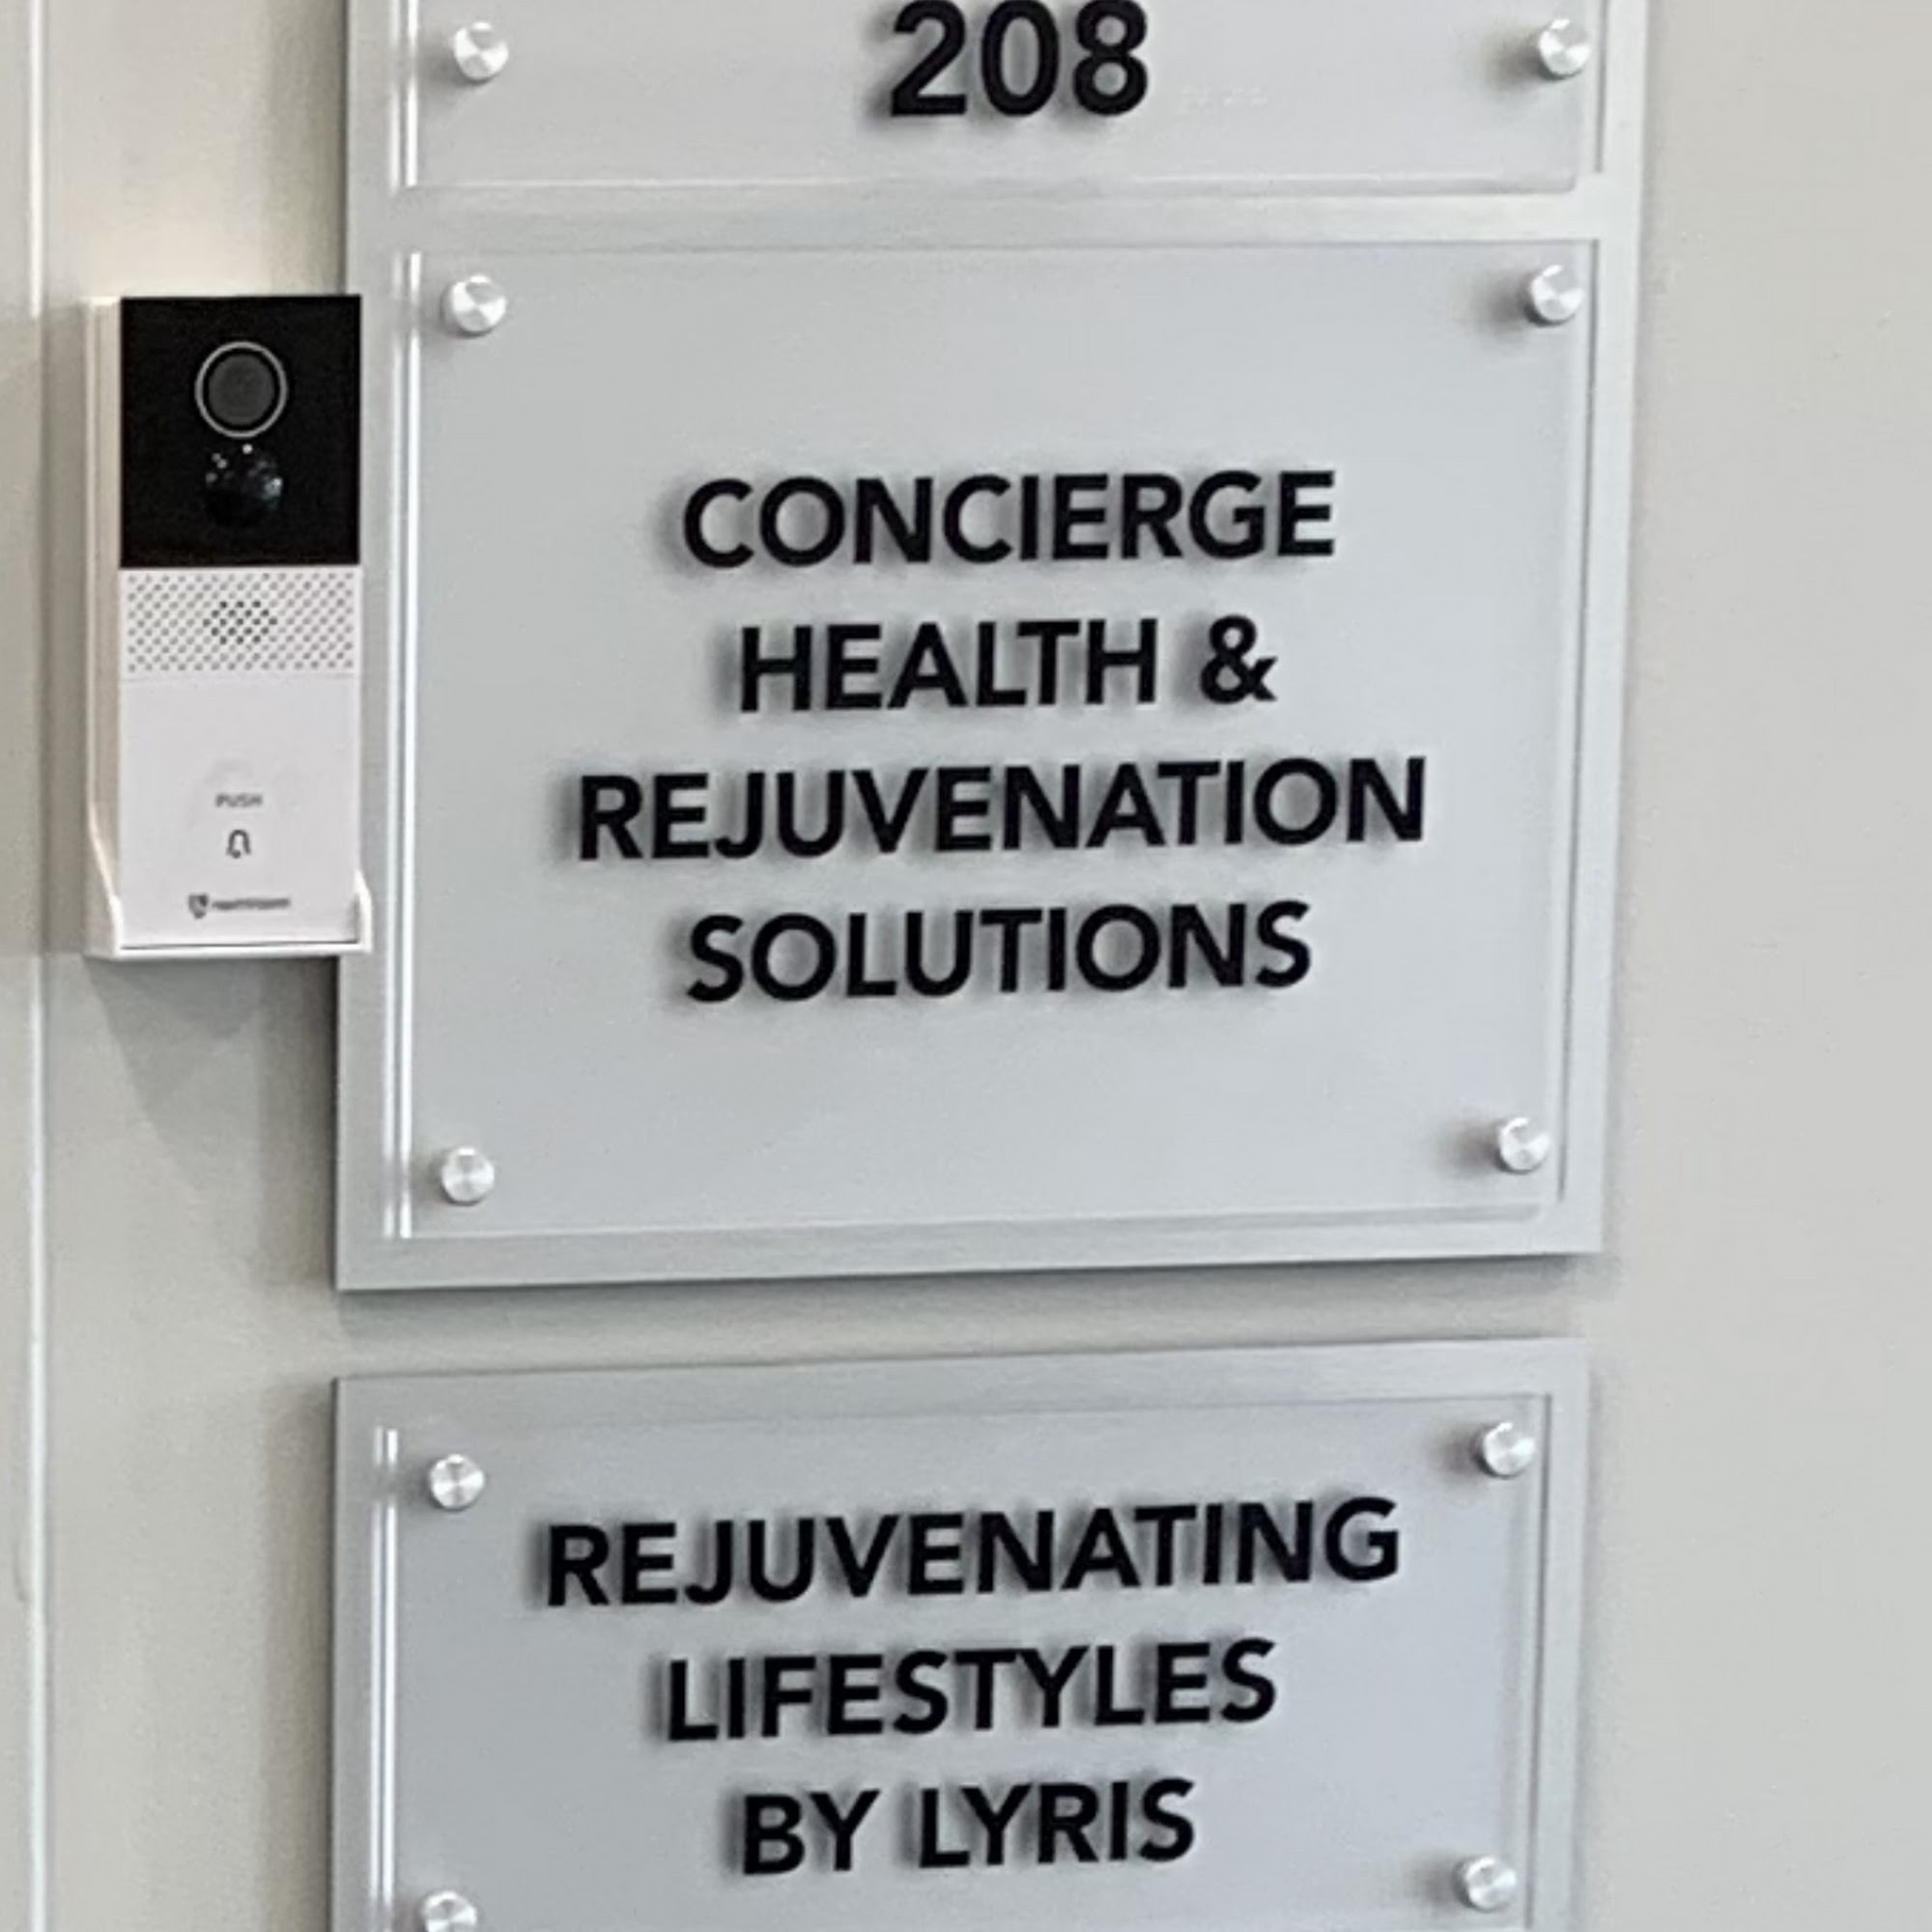 208
CONCIERGE
HEALTH &
REJUVENATION
SOLUTIONS
PUSH
REJUVENATING
LIFESTYLES
BY LYRIS